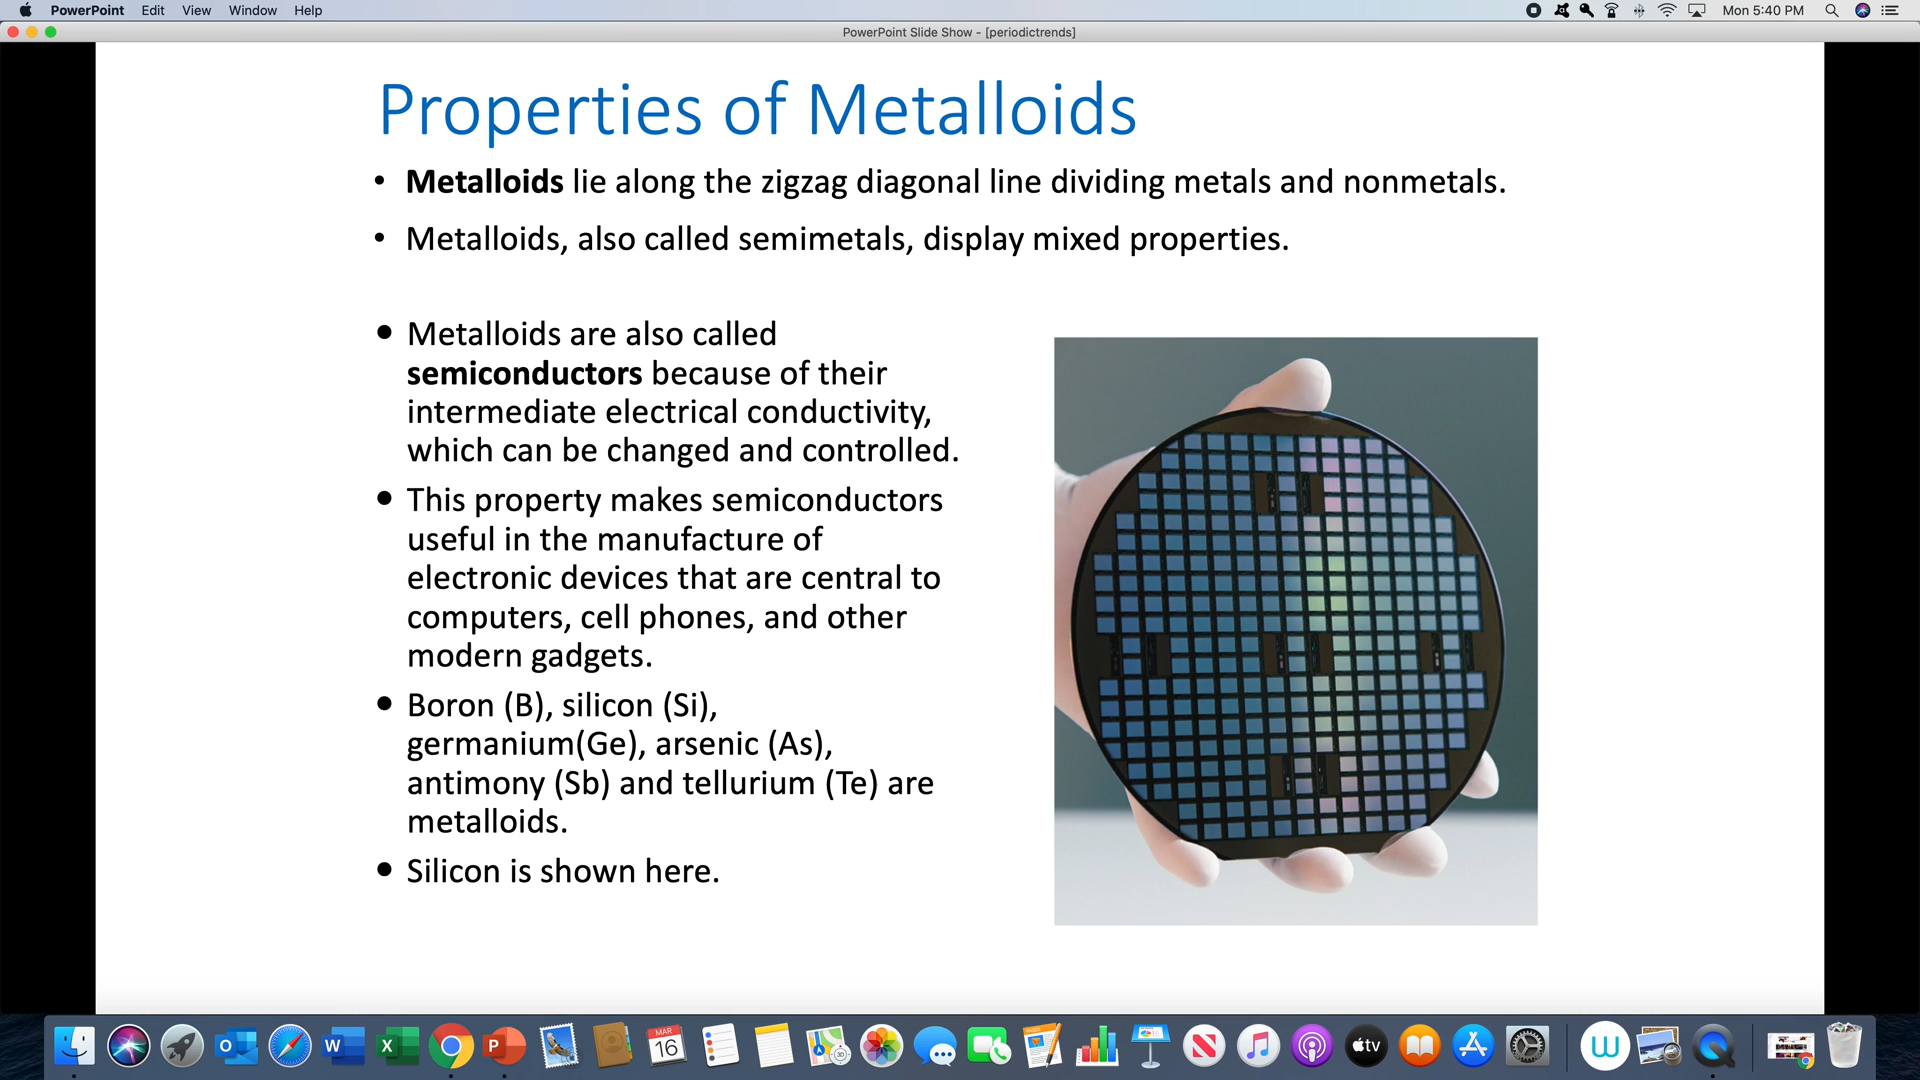 PowerPoint Edit View Window Help Mon 5:40 PM
PowerPoint Slide Show - [periodictrends]
Properties of Metalloids
• Metalloids lie along the zigzag diagonal line dividing metals and nonmetals.
• Metalloids, also called semimetals, display mixed properties.
• Metalloids are also called
semiconductors because of their
intermediate electrical conductivity,
which can be changed and controlled.
• This property makes semiconductors
useful in the manufacture of
electronic devices that are central to
computers, cell phones, and other
modern gadgets.
• Boron (B), silicon (Si),
germanium(Ge), arsenic (As),
antimony (Sb) and tellurium (Te) are
metalloids.
• Silicon is shown here.
O W X P MAR 16 PAGES 3D N tv A W